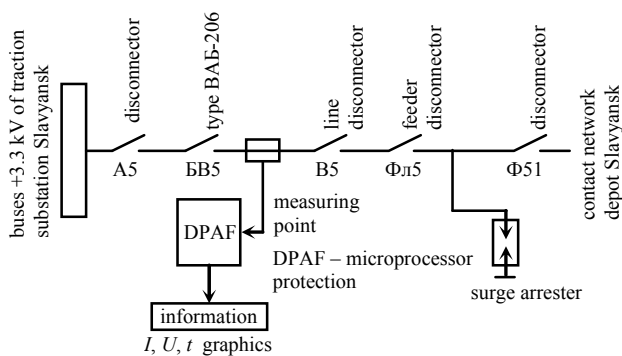 buses +3.3 kV of traction
substation Slavyansk
disconnector
type ВАБ-206
line
disconnector
feeder
disconnector
disconnector
contact network
depot Slavyansk
А5
БВ5
В5
Фл5
Ф51
measuring
point
DPAF
DPAF – microprocessor
protection
surge arrester
information
I, U, t graphics